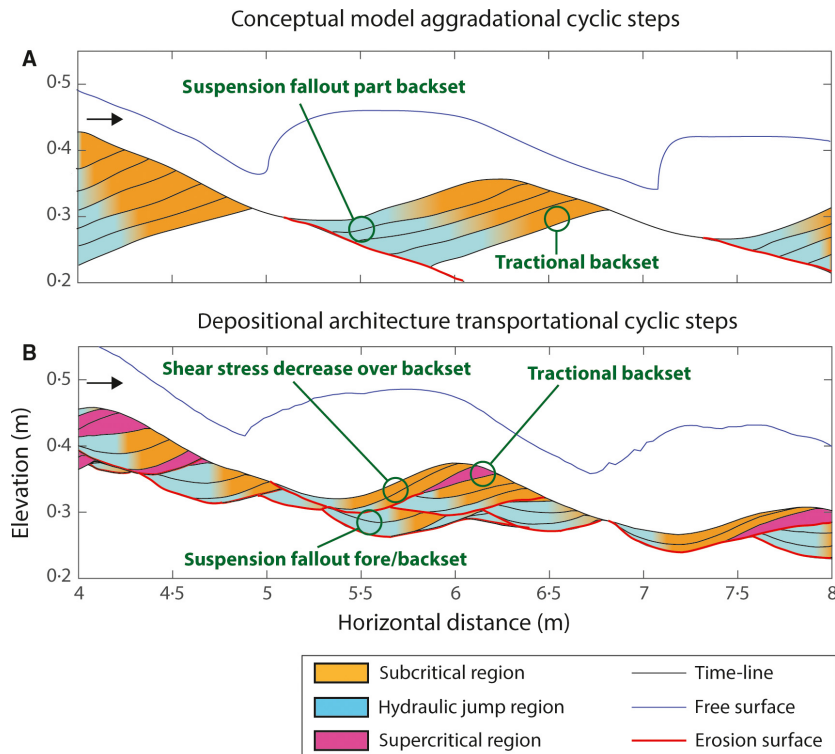 Conceptual model aggradational cyclic steps
A
Suspension fallout part backset
0·5
0·4
0·3
0·2
Tractional backset
Depositional architecture transportational cyclic steps
B
Shear stress decrease over backset
Tractional backset
0·5
0·4
0·3
0·2
Elevation (m)
Suspension fallout fore/backset
4 4·5 5 5·5 6 6·5 7 7·5 8
Horizontal distance (m)
Subcritical region
Time-line
Hydraulic jump region
Free surface
Supercritical region
Erosion surface